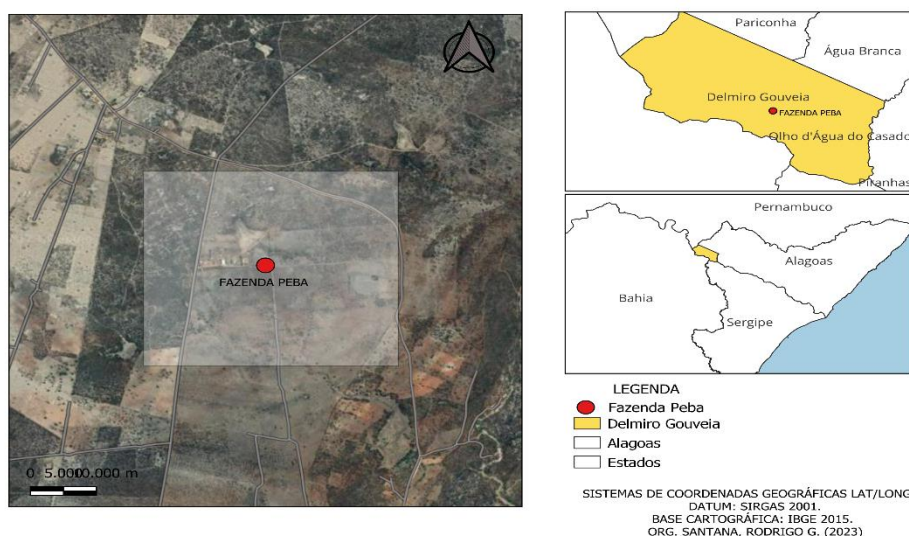 FAZENDA PEBA
0 5.00010.000 m
Pariconha
Água Branca
Delmiro Gouveia
FAZENDA PEBA
Olho d'Água do Casado
Piranhas
Pernambuco
Alagoas
Bahia
Sergipe
LEGENDA
Fazenda Peba
Delmiro Gouveia
Alagoas
Estados
SISTEMAS DE COORDENADAS GEOGRÁFICAS LAT/LONG
DATUM: SIRGAS 2001.
BASE CARTOGRÁFICA: IBGE 2015.
ORG. SANTANA, RODRIGO G. (2023)